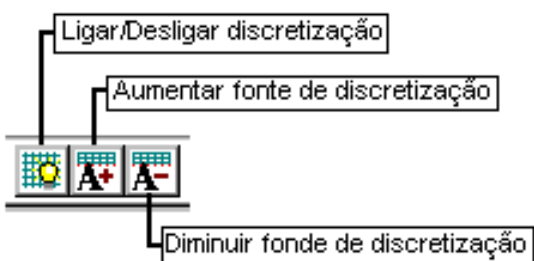 Ligar/Desligar discretização
Aumentar fonte de discretização
A+ A-
Diminuir fonde de discretização